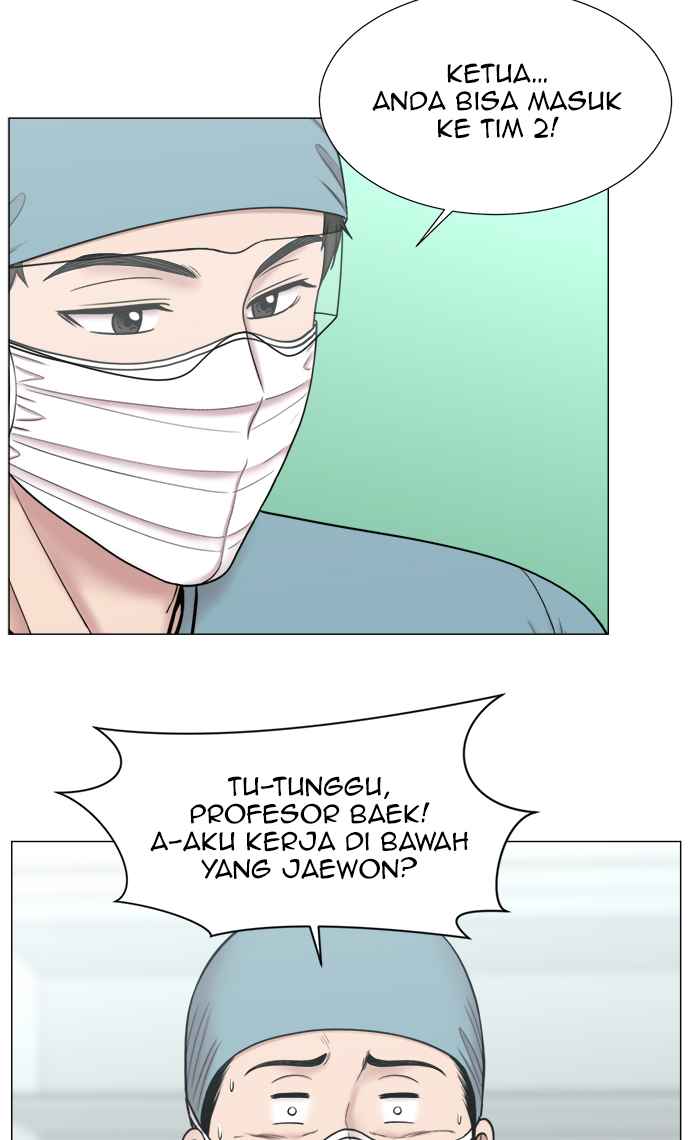 KETUA...
ANDA BISA MASUK
KE TIM 2!
TU-TUNGGU,
PROFESOR BAEK!
A-AKU KERJA DI BAWAH
YANG JAEWON?